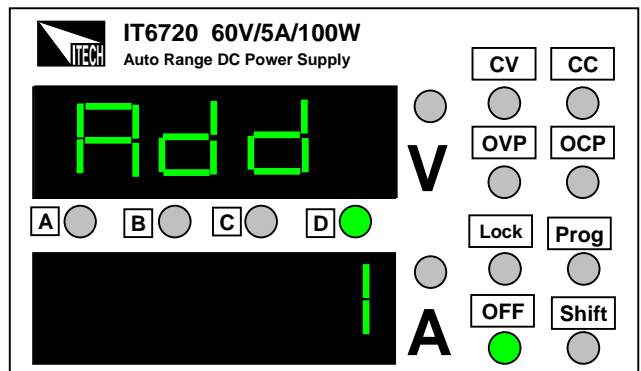 ITECH
IT6720 60V/5A/100W
Auto Range DC Power Supply
CV CC
Add
V
OVP OCP
A B C D
Lock Prog
1
A
OFF Shift